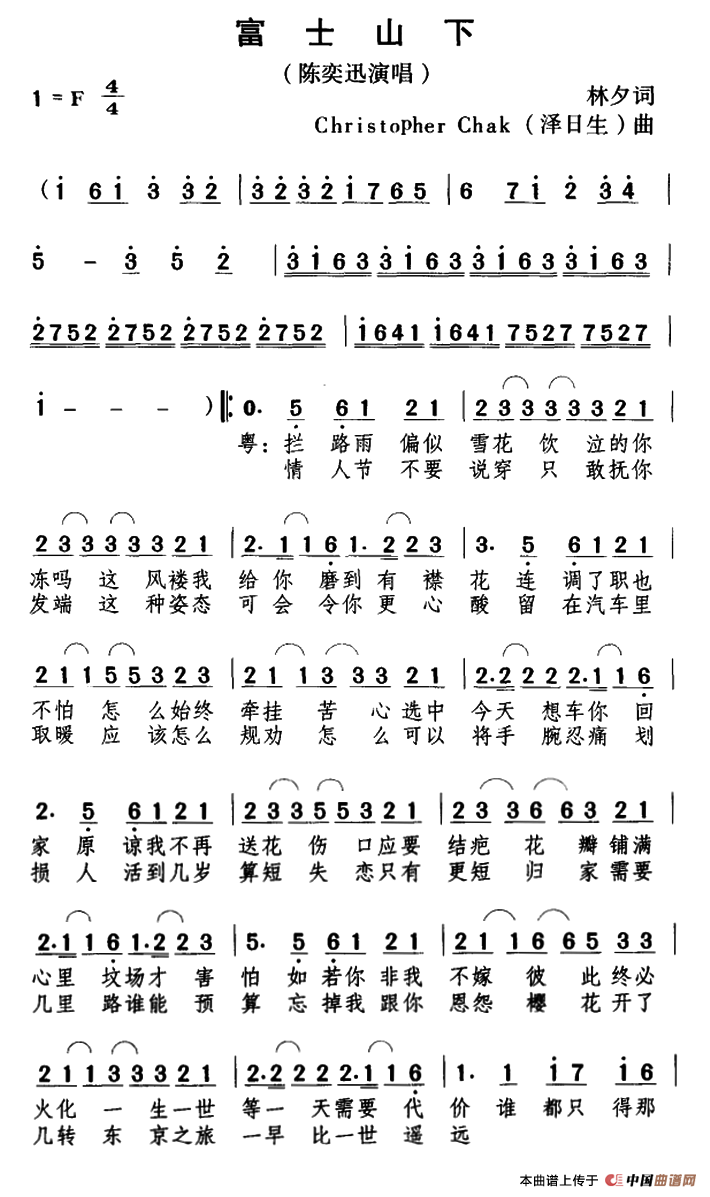 富士山下
（陈奕迅演唱）
1=F 4/4
林夕词
Christopher Chak（泽日生）曲
（i 61 3 32 | 3232i765 | 6 7i 2 34 |
5 - 3 5 2 | 3i633i633i633i63 |
2752275227522752 | i641i64175277527 |
i - - - ）‖: 0· 5 61 21 | 23333321 |
粤：拦路雨偏似雪花饮泣的你
情人节不要说穿只敢抚你
23333321 | 2·1161·223 | 3· 5 6121 |
冻吗这风褛我给你磨到有襟花连调了职也
发端这种姿态可会令你更心酸留在汽车里
21155323 | 21133321 | 2·2222·116 |
不怕怎么始终牵挂苦心选中今天想车你回
取暖应该怎么规劝怎么可以将手腕忍痛划
2· 5 6121 | 23355321 | 23366321 |
家原谅我不再送花伤口应要结疤花瓣铺满
损人活到几岁算短失恋只有更短归家需要
2·1161·223 | 5· 5 61 21 | 2116665533 |
心里坟场才害怕如若你非我不嫁彼此终必
几里路谁能预算忘掉我跟你恩怨樱花开了
21133321 | 2·2222·116 | 1· 1 i7 i6 |
火化一生一世等一天需要代价谁都只得那
几转东京之旅一早比一世遥远
本曲谱上传于 中国曲谱网